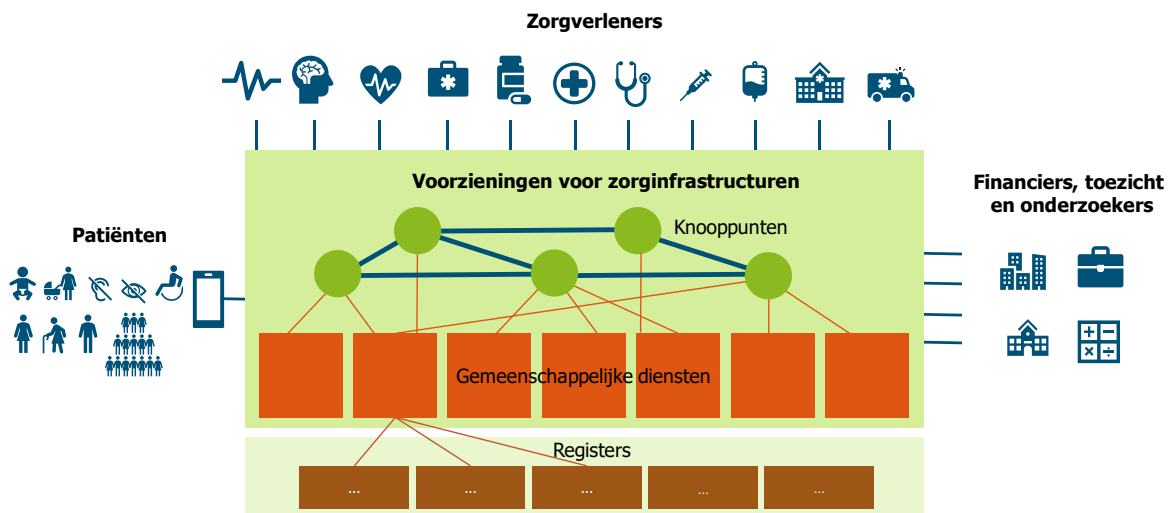 Zorgverleners
Voorzieningen voor zorginfrastructuren
Financiers, toezicht
en onderzoekers
Knooppunten
Patiënten
Gemeenschappelijke diensten
Registers
...
...
...
...
...